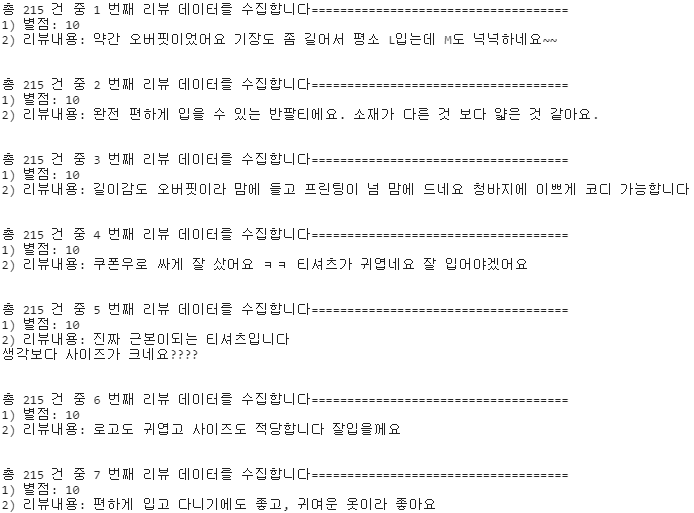 총 215 건 중 1 번째 리뷰 데이터를 수집합니다====================================
1) 별점: 10
2) 리뷰내용: 약간 오버핏이었어요 기장도 좀 길어서 평소 L입는데 M도 넉넉하네요~~
총 215 건 중 2 번째 리뷰 데이터를 수집합니다====================================
1) 별점: 10
2) 리뷰내용: 완전 편하게 입을 수 있는 반팔티에요. 소재가 다른 것 보다 얇은 것 같아요.
총 215 건 중 3 번째 리뷰 데이터를 수집합니다====================================
1) 별점: 10
2) 리뷰내용: 길이감도 오버핏이라 맘에 들고 프린팅이 넘 맘에 드네요 청바지에 이쁘게 코디 가능합니다
총 215 건 중 4 번째 리뷰 데이터를 수집합니다====================================
1) 별점: 10
2) 리뷰내용: 쿠폰우로 싸게 잘 샀어요 ㅋㅋ 티셔츠가 귀엽네요 잘 입어야겠어요
총 215 건 중 5 번째 리뷰 데이터를 수집합니다====================================
1) 별점: 10
2) 리뷰내용: 진짜 근본이되는 티셔츠입니다
생각보다 사이즈가 크네요????
총 215 건 중 6 번째 리뷰 데이터를 수집합니다====================================
1) 별점: 10
2) 리뷰내용: 로고도 귀엽고 사이즈도 적당합니다 잘입을께요
총 215 건 중 7 번째 리뷰 데이터를 수집합니다====================================
1) 별점: 10
2) 리뷰내용: 편하게 입고 다니기에도 좋고, 귀여운 옷이라 좋아요